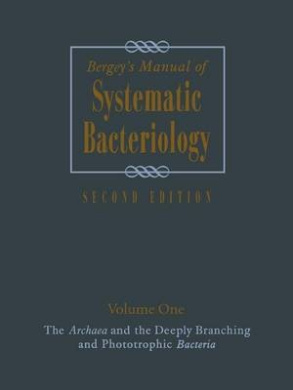 Bergey's Manual of
Systematic
Bacteriology
SECOND EDITION
Volume One
The Archaea and the Deeply Branching
and Phototrophic Bacteria